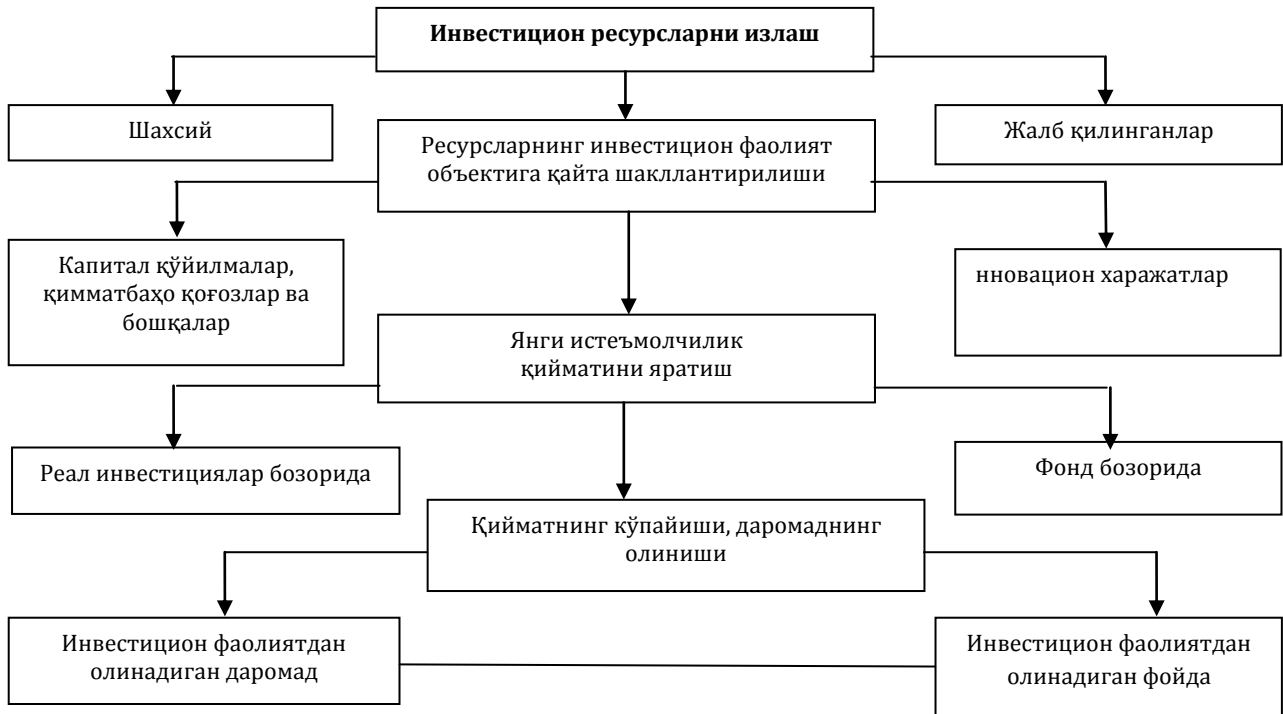 Инвестицион ресурсларни излаш
Шахсий
Ресурсларнинг инвестицион фаолият
объектига қайта шакллантирилиши
Жалб қилинганлар
Капитал қўйилмалар,
қимматбаҳо қоғозлар ва
бошқалар
нновацион харажатлар
Янги истеъмолчилик
қийматини яратиш
Реал инвестициялар бозорида
Фонд бозорида
Қийматнинг кўпайиши, даромаднинг
олиниши
Инвестицион фаолиятдан
олинадиган даромад
Инвестицион фаолиятдан
олинадиган фойда